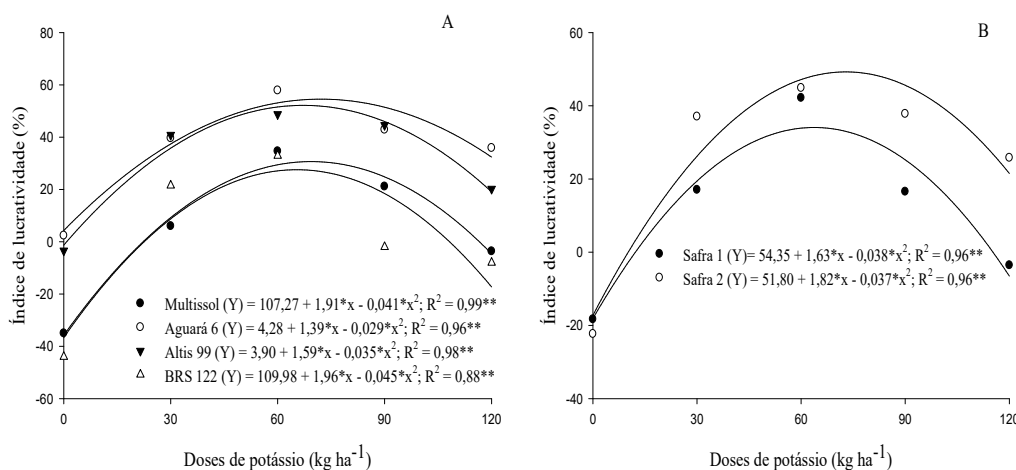 A
Índice de lucratividade (%)
80
60
40
20
0
-20
-40
-60
Multissol (Y) = 107,27 + 1,91*x - 0,041*x²; R² = 0,99**
Aguará 6 (Y) = 4,28 + 1,39*x - 0,029*x²; R² = 0,96**
Altis 99 (Y) = 3,90 + 1,59*x - 0,035*x²; R² = 0,98**
BRS 122 (Y) = 109,98 + 1,96*x - 0,045*x²; R² = 0,88**
0 30 60 90 120
Doses de potássio (kg ha⁻¹)
B
Índice de lucratividade (%)
60
40
20
0
-20
-40
Safra 1 (Y)= 54,35 + 1,63*x - 0,038*x²; R² = 0,96**
Safra 2 (Y) = 51,80 + 1,82*x - 0,037*x²; R² = 0,96**
0 30 60 90 120
Doses de potássio (kg ha⁻¹)